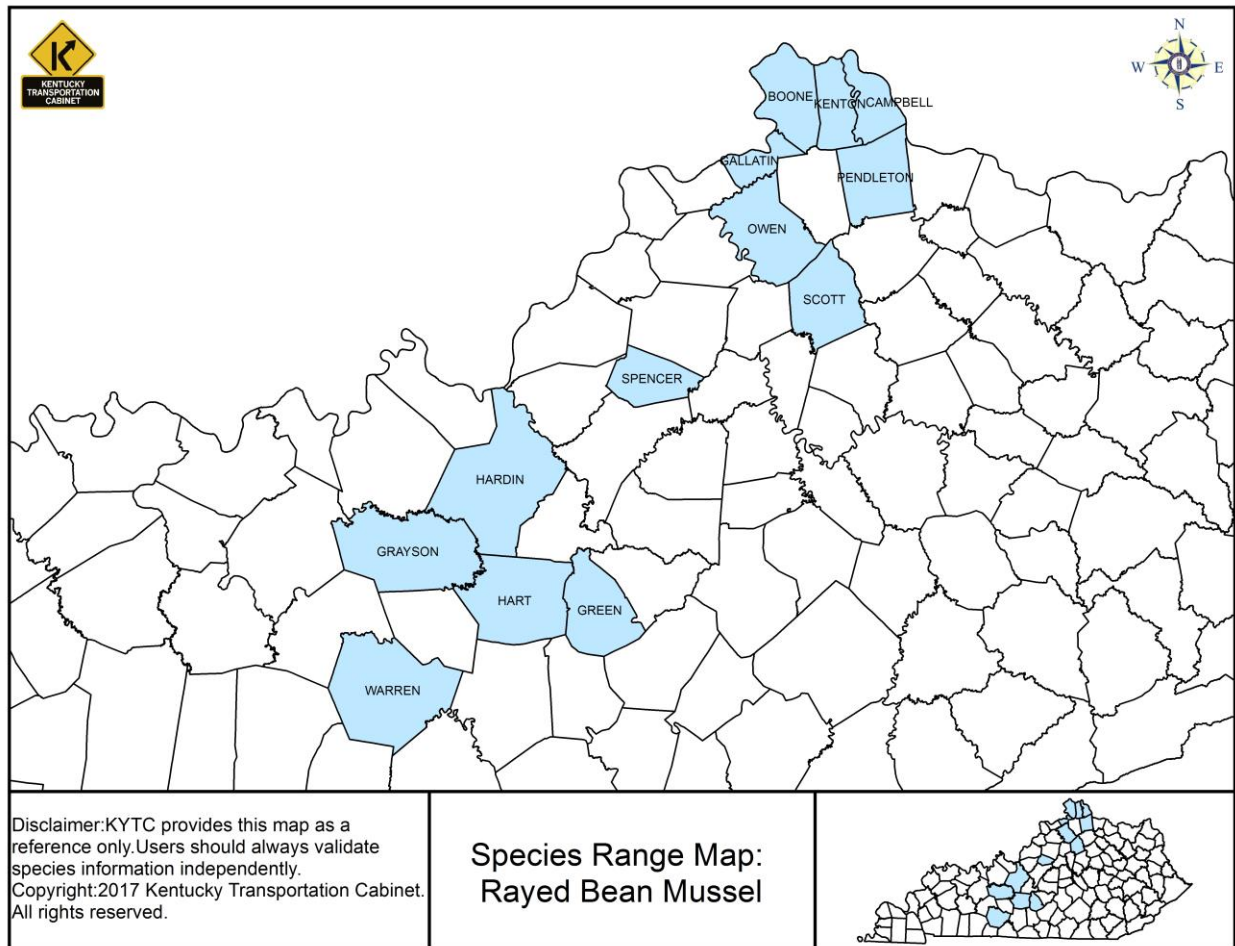 KENTUCKY
TRANSPORTATION
CABINET
N
W
E
S
BOONE
KENTON
CAMPBELL
GALLATIN
PENDLETON
OWEN
SCOTT
SPENCER
HARDIN
GRAYSON
HART
GREEN
WARREN
Disclaimer:KYTC provides this map as a
reference only.Users should always validate
species information independently.
Copyright:2017 Kentucky Transportation Cabinet.
All rights reserved.
Species Range Map:
Rayed Bean Mussel